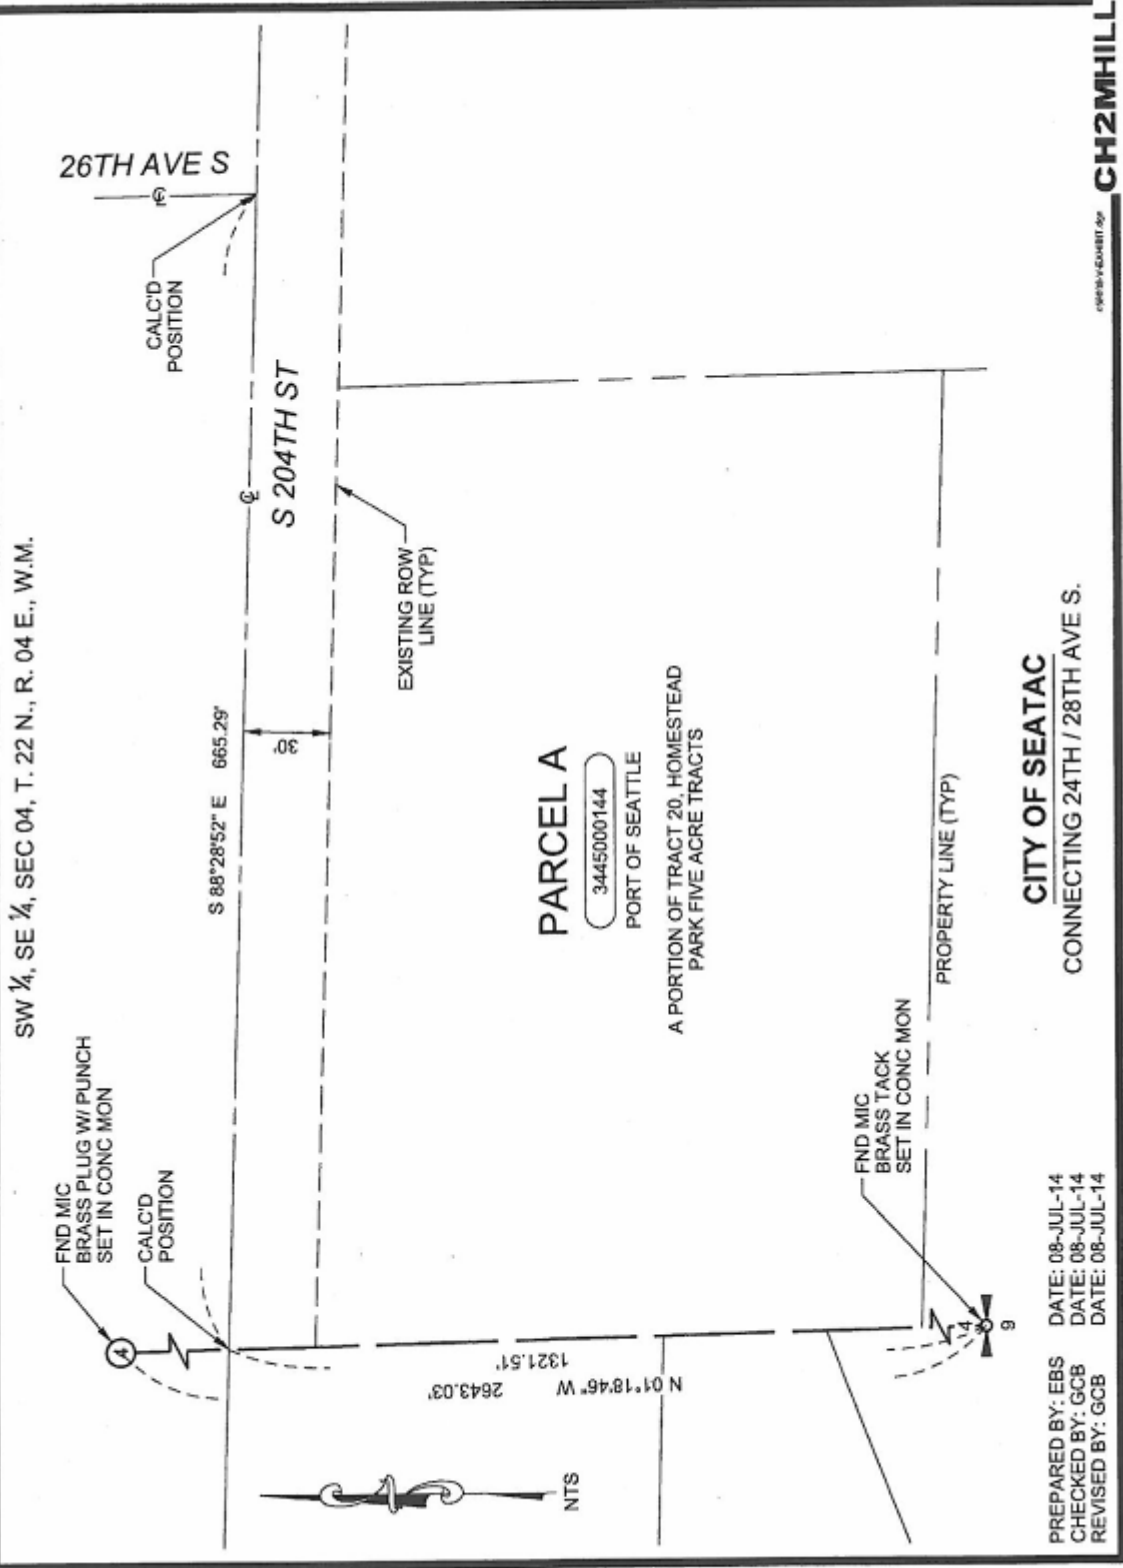 SW ¼, SE ¼, SEC 04, T. 22 N., R. 04 E., W.M.
FND MIC
BRASS PLUG W/ PUNCH
SET IN CONC MON
CALC'D
POSITION
4
26TH AVE S
℄
CALC'D
POSITION
S 88°28'52" E 665.29'
℄
S 204TH ST
30'
EXISTING ROW
LINE (TYP)
N 01°18'46" W
2643.03'
1321.51'
PARCEL A
3445000144
PORT OF SEATTLE
A PORTION OF TRACT 20, HOMESTEAD
PARK FIVE ACRE TRACTS
NTS
FND MIC
BRASS TACK
SET IN CONC MON
PROPERTY LINE (TYP)
4
9
PREPARED BY: EBS DATE: 08-JUL-14
CHECKED BY: GCB DATE: 08-JUL-14
REVISED BY: GCB DATE: 08-JUL-14
CITY OF SEATAC
CONNECTING 24TH / 28TH AVE S.
CH2MHILL